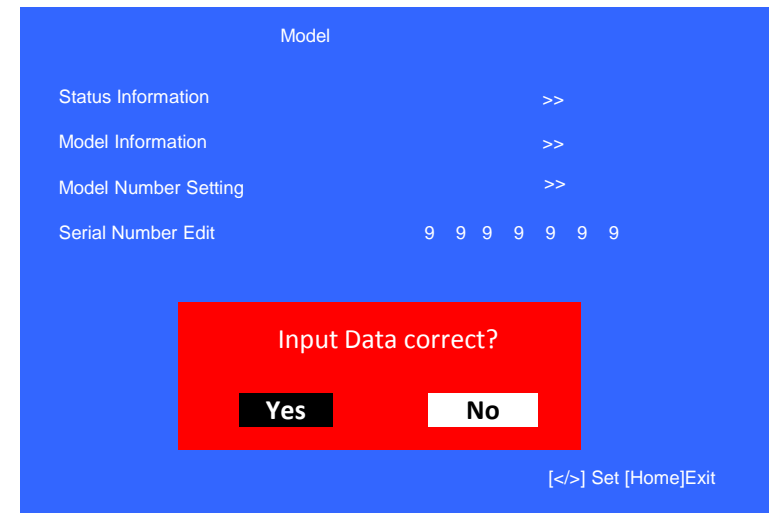 Model
Status Information >>
Model Information >>
Model Number Setting >>
Serial Number Edit 9 9 9 9 9 9 9
Input Data correct?
Yes No
[</>] Set [Home]Exit